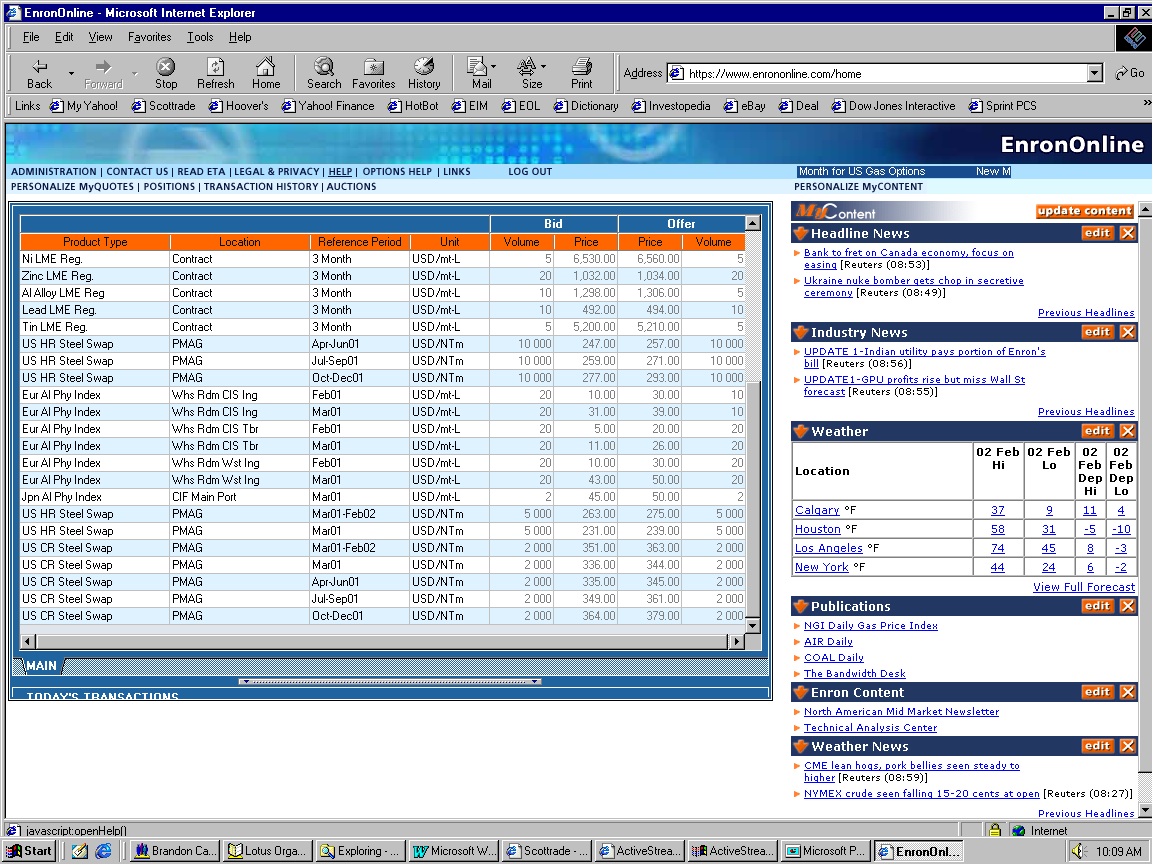 EnronOnline - Microsoft Internet Explorer
File Edit View Favorites Tools Help
Back Forward Stop Refresh Home Search Favorites History Mail Size Print Address https://www.enrononline.com/home Go
Links My Yahoo! Scottrade Hoover's Yahoo! Finance HotBot EIM EOL Dictionary Investopedia eBay Deal Dow Jones Interactive Sprint PCS »
EnronOnline
ADMINISTRATION | CONTACT US | READ ETA | LEGAL & PRIVACY | HELP | OPTIONS HELP | LINKS LOG OUT
Month for US Gas Options New M
PERSONALIZE MyQUOTES | POSITIONS | TRANSACTION HISTORY | AUCTIONS
PERSONALIZE MyCONTENT
Bid Offer
Product Type Location Reference Period Unit Volume Price Price Volume
Ni LME Reg. Contract 3 Month USD/mt-L 5 6,530.00 6,560.00 5
Zinc LME Reg. Contract 3 Month USD/mt-L 20 1,032.00 1,034.00 20
Al Alloy LME Reg Contract 3 Month USD/mt-L 10 1,298.00 1,306.00 5
Lead LME Reg. Contract 3 Month USD/mt-L 10 492.00 494.00 10
Tin LME Reg. Contract 3 Month USD/mt-L 5 5,200.00 5,210.00 5
US HR Steel Swap PMAG Apr-Jun01 USD/NTm 10 000 247.00 257.00 10 000
US HR Steel Swap PMAG Jul-Sep01 USD/NTm 10 000 259.00 271.00 10 000
US HR Steel Swap PMAG Oct-Dec01 USD/NTm 10 000 277.00 293.00 10 000
Eur Al Phy Index Whs Rdm CIS Ing Feb01 USD/mt-L 20 10.00 30.00 20
Eur Al Phy Index Whs Rdm CIS Ing Mar01 USD/mt-L 20 31.00 39.00 10
Eur Al Phy Index Whs Rdm CIS Tbr Feb01 USD/mt-L 20 5.00 20.00 20
Eur Al Phy Index Whs Rdm CIS Tbr Mar01 USD/mt-L 20 11.00 26.00 20
Eur Al Phy Index Whs Rdm Wst Ing Feb01 USD/mt-L 20 10.00 30.00 20
Eur Al Phy Index Whs Rdm Wst Ing Mar01 USD/mt-L 20 43.00 50.00 20
Jpn Al Phy Index CIF Main Port Mar01 USD/mt-L 2 45.00 50.00 2
US HR Steel Swap PMAG Mar01-Feb02 USD/NTm 5 000 263.00 275.00 5 000
US HR Steel Swap PMAG Mar01 USD/NTm 5 000 231.00 239.00 5 000
US CR Steel Swap PMAG Mar01-Feb02 USD/NTm 2 000 351.00 363.00 2 000
US CR Steel Swap PMAG Mar01 USD/NTm 2 000 336.00 344.00 2 000
US CR Steel Swap PMAG Apr-Jun01 USD/NTm 2 000 335.00 345.00 2 000
US CR Steel Swap PMAG Jul-Sep01 USD/NTm 2 000 349.00 361.00 2 000
US CR Steel Swap PMAG Oct-Dec01 USD/NTm 2 000 364.00 379.00 2 000
MAIN
TODAY'S TRANSACTIONS
MyContent update content
Headline News edit X
Bank to fret on Canada economy, focus on
easing [Reuters (08:53)]
Ukraine nuke bomber gets chop in secretive
ceremony [Reuters (08:49)]
Previous Headlines
Industry News edit X
UPDATE 1-Indian utility pays portion of Enron's
bill [Reuters (08:56)]
UPDATE1-GPU profits rise but miss Wall St
forecast [Reuters (08:55)]
Previous Headlines
Weather edit X
Location 02 Feb Hi 02 Feb Lo 02 Feb Dep Hi 02 Feb Dep Lo
Calgary °F 37 9 11 4
Houston °F 58 31 -5 -10
Los Angeles °F 74 45 8 -3
New York °F 44 24 6 -2
View Full Forecast
Publications edit X
NGI Daily Gas Price Index
AIR Daily
COAL Daily
The Bandwidth Desk
Enron Content edit X
North American Mid Market Newsletter
Technical Analysis Center
Weather News edit X
CME lean hogs, pork bellies seen steady to
higher [Reuters (08:59)]
NYMEX crude seen falling 15-20 cents at open [Reuters (08:27)]
Previous Headlines
javascript:openHelp() Internet
Start Brandon Ca... Lotus Orga... Exploring - ... Microsoft W... Scottrade - ... ActiveStrea... ActiveStrea... Microsoft P... EnronOnl... 10:09 AM